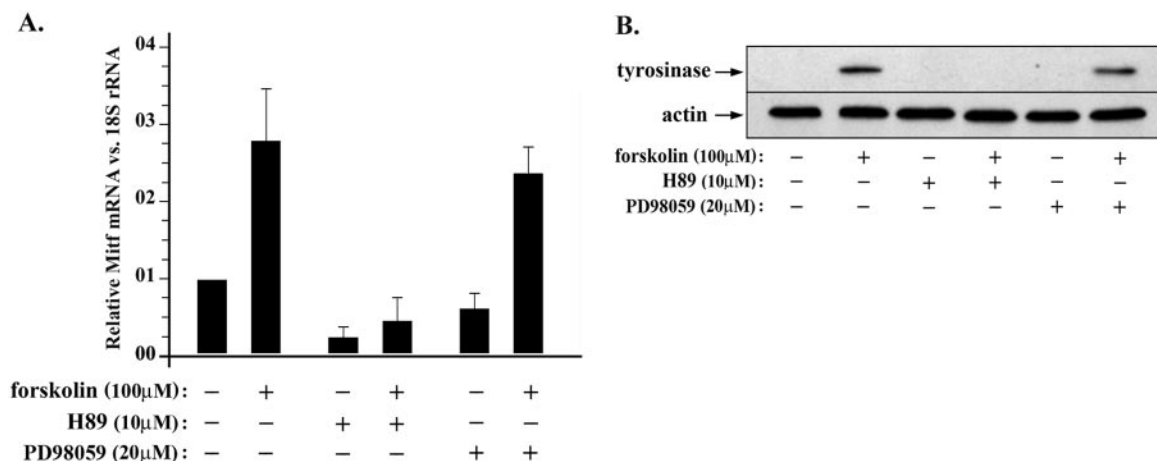 A.
Relative Mitf mRNA vs. 18S rRNA
04
03
02
01
00
forskolin (100μM): – + – + – +
H89 (10μM): – – + + – –
PD98059 (20μM): – – – – + +
B.
tyrosinase
actin
forskolin (100μM): – + – + – +
H89 (10μM): – – + + – –
PD98059 (20μM): – – – – + +